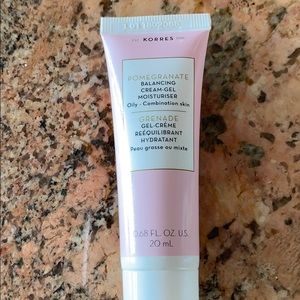 KORRES
POMEGRANATE
BALANCING
CREAM-GEL
MOISTURISER
Oily - Combination skin
GRENADE
GEL-CRÈME
RÉÉQUILIBRANT
HYDRATANT
Peau grasse ou mixte
0.68 FL. OZ. U.S.
20 mL